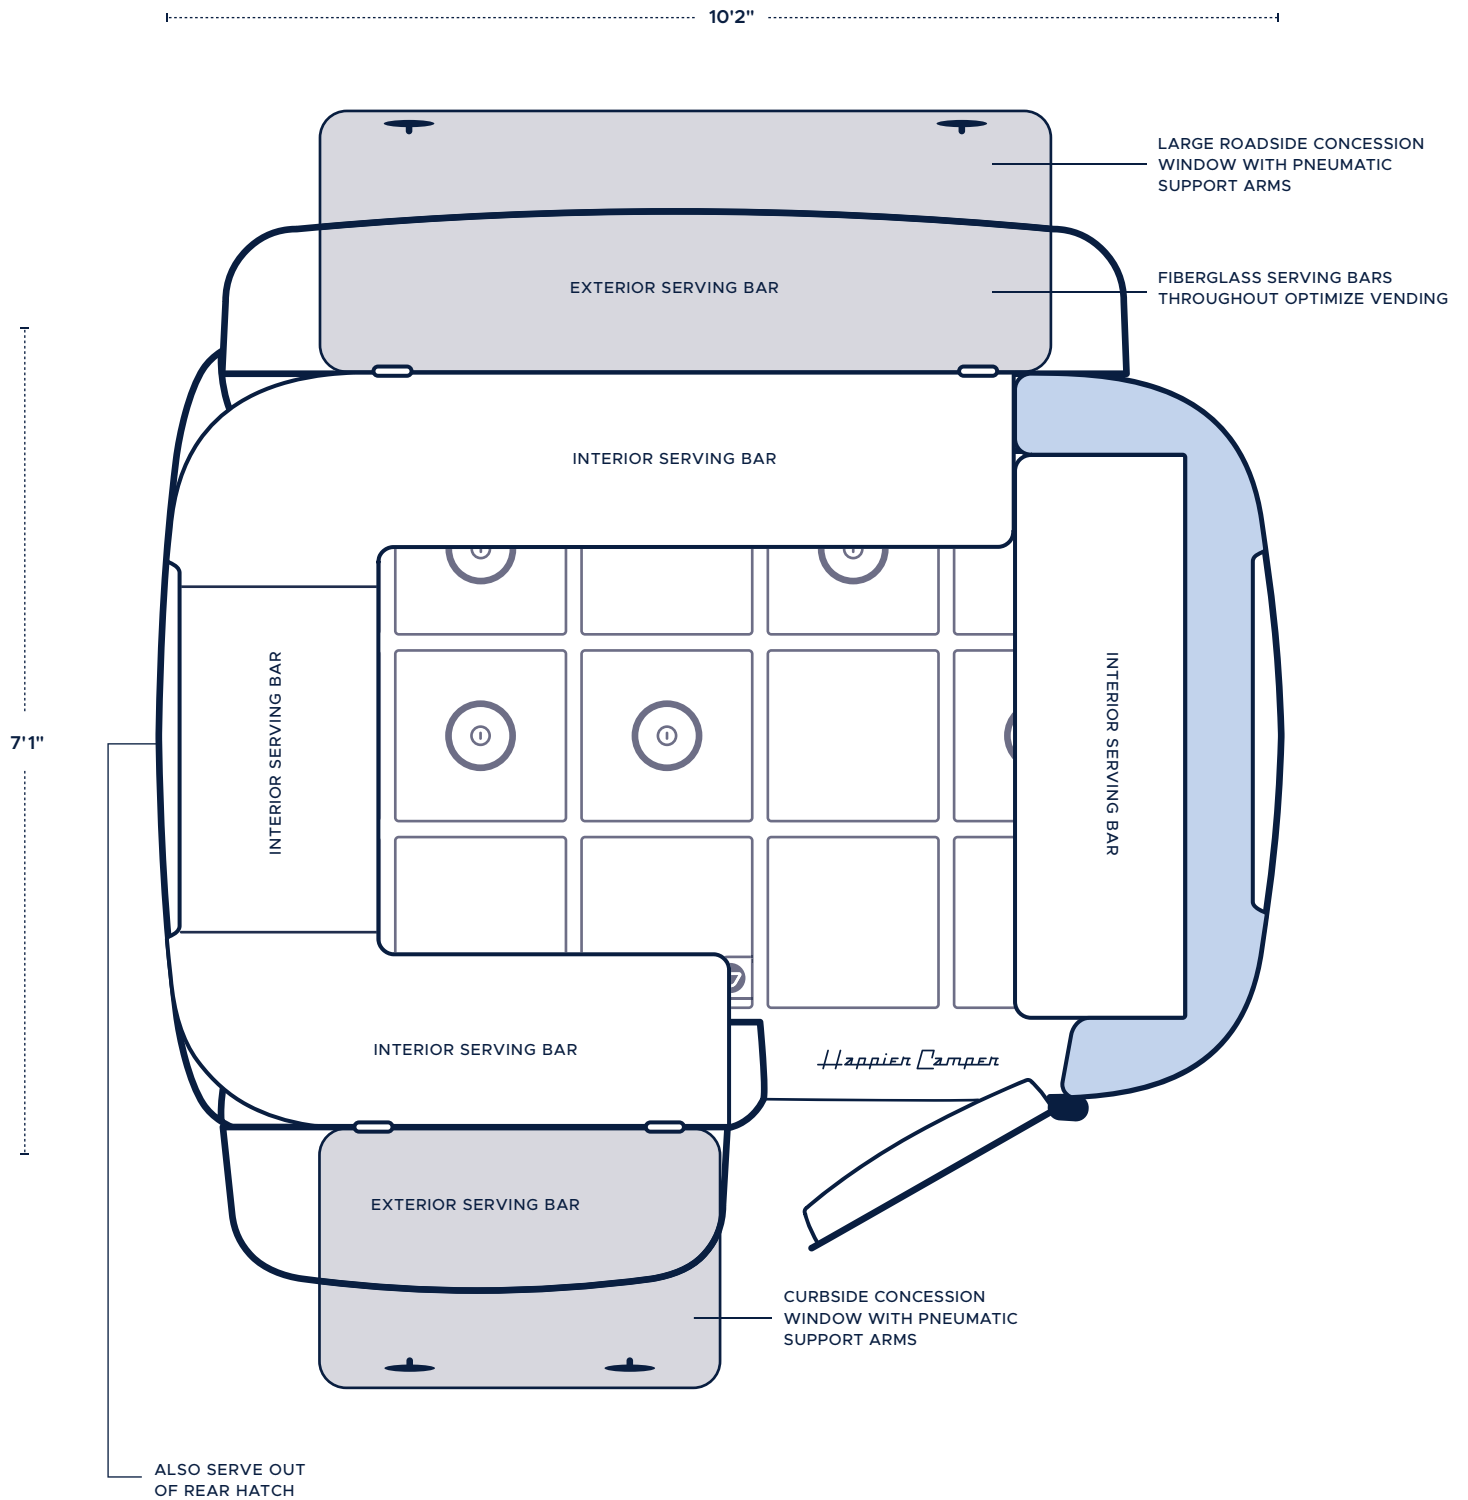 10'2"
LARGE ROADSIDE CONCESSION
WINDOW WITH PNEUMATIC
SUPPORT ARMS
EXTERIOR SERVING BAR
FIBERGLASS SERVING BARS
THROUGHOUT OPTIMIZE VENDING
INTERIOR SERVING BAR
7'1"
INTERIOR SERVING BAR
INTERIOR SERVING BAR
INTERIOR SERVING BAR
Happier Camper
EXTERIOR SERVING BAR
CURBSIDE CONCESSION
WINDOW WITH PNEUMATIC
SUPPORT ARMS
ALSO SERVE OUT
OF REAR HATCH